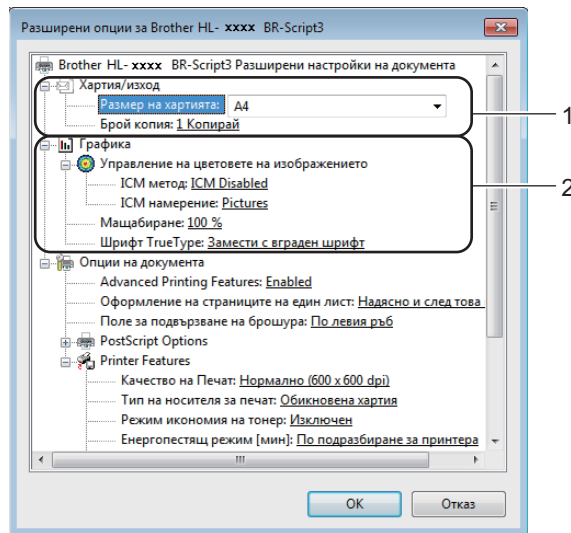 Разширени опции за Brother HL- xxxx BR-Script3
Brother HL- xxxx BR-Script3 Разширени настройки на документа
Хартия/изход
Размер на хартията: A4
1
Брой копия: 1 Копирай
Графика
Управление на цветовете на изображението
ICM метод: ICM Disabled
2
ICM намерение: Pictures
Мащабиране: 100 %
Шрифт TrueType: Замести с вграден шрифт
Опции на документа
Advanced Printing Features: Enabled
Оформление на страниците на един лист: Надясно и след това
Поле за подвързване на брошура: По левия ръб
PostScript Options
Printer Features
Качество на Печат: Нормално (600 x 600 dpi)
Тип на носителя за печат: Обикновена хартия
Режим икономия на тонер: Изключен
Енергопестящ режим [мин]: По подразбиране за принтера
OK
Отказ